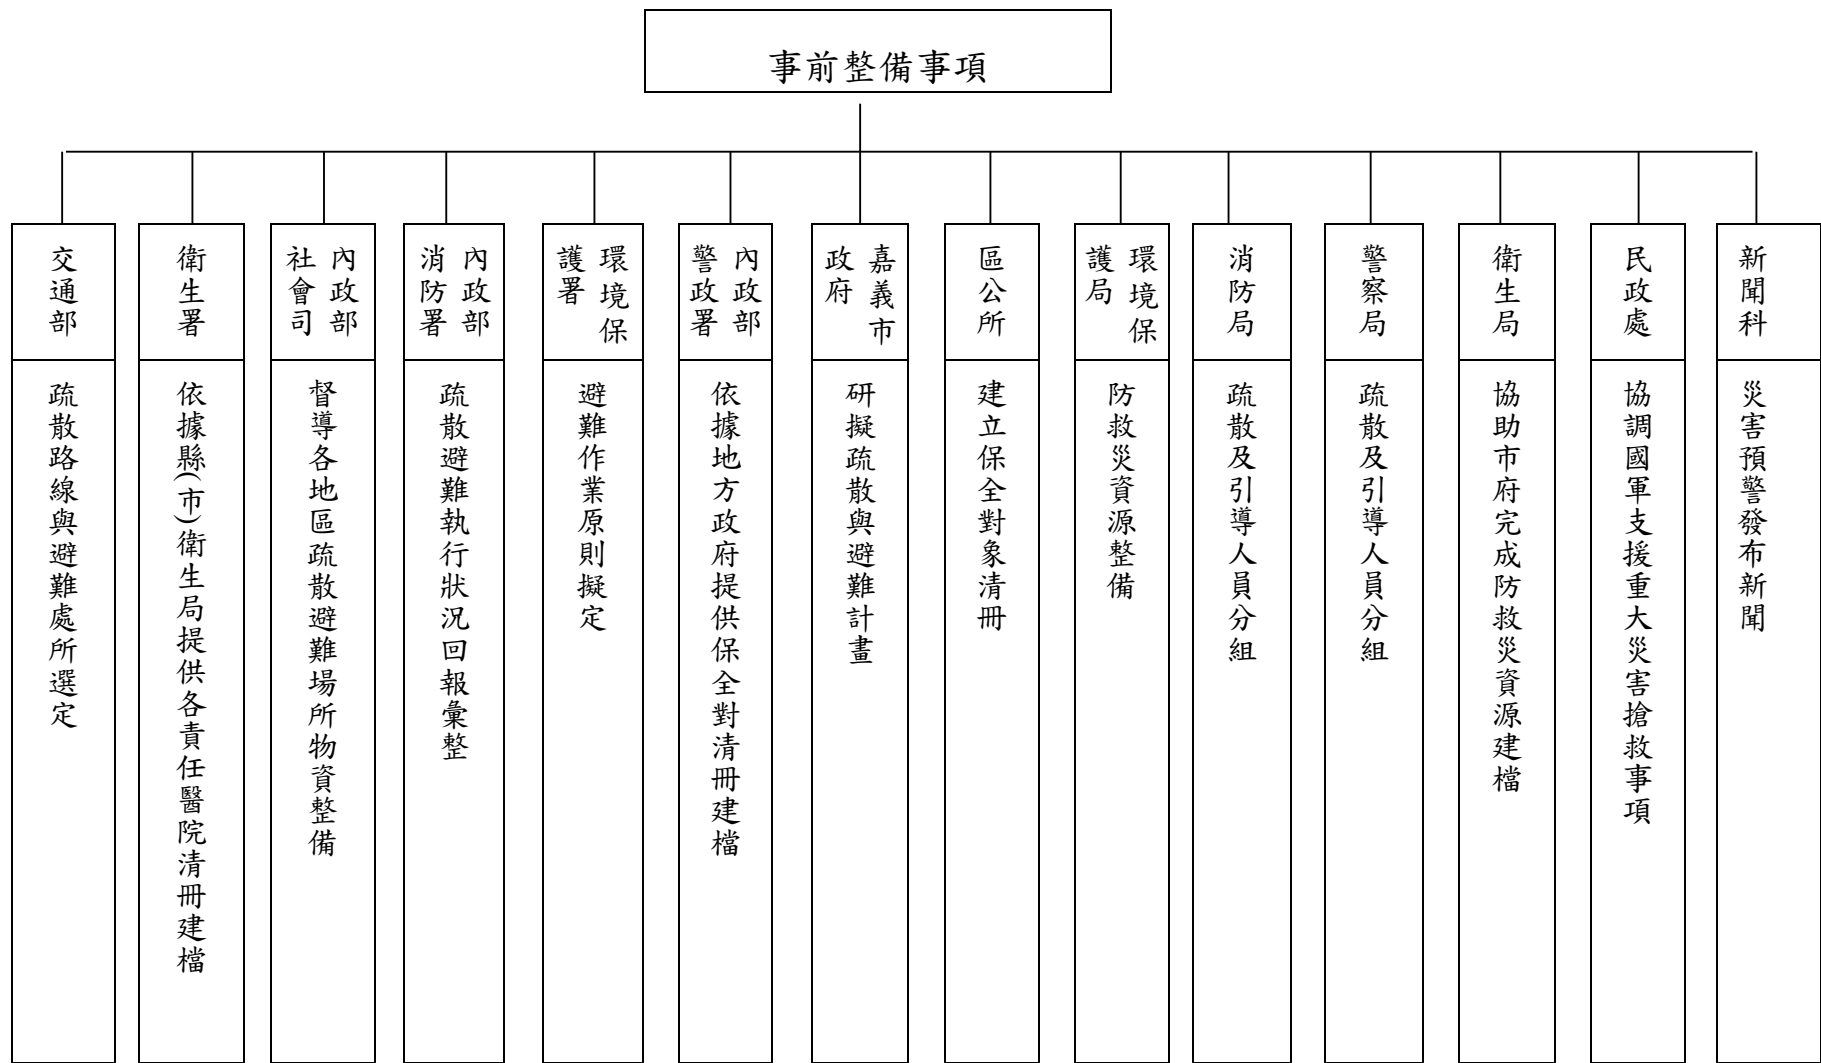 事前整備事項
交通部
疏散路線與避難處所選定
衛生署
依據縣(市)衛生局提供各責任醫院清冊建檔
內政部
社會司
督導各地區疏散避難場所物資整備
內政部
消防署
疏散避難執行狀況回報彙整
環境保
護署
避難作業原則擬定
內政部
警政署
依據地方政府提供保全對清冊建檔
嘉義市
政府
研擬疏散與避難計畫
區公所
建立保全對象清冊
環境保
護局
防救災資源整備
消防局
疏散及引導人員分組
警察局
疏散及引導人員分組
衛生局
協助市府完成防救災資源建檔
民政處
協調國軍支援重大災害搶救事項
新聞科
災害預警發布新聞